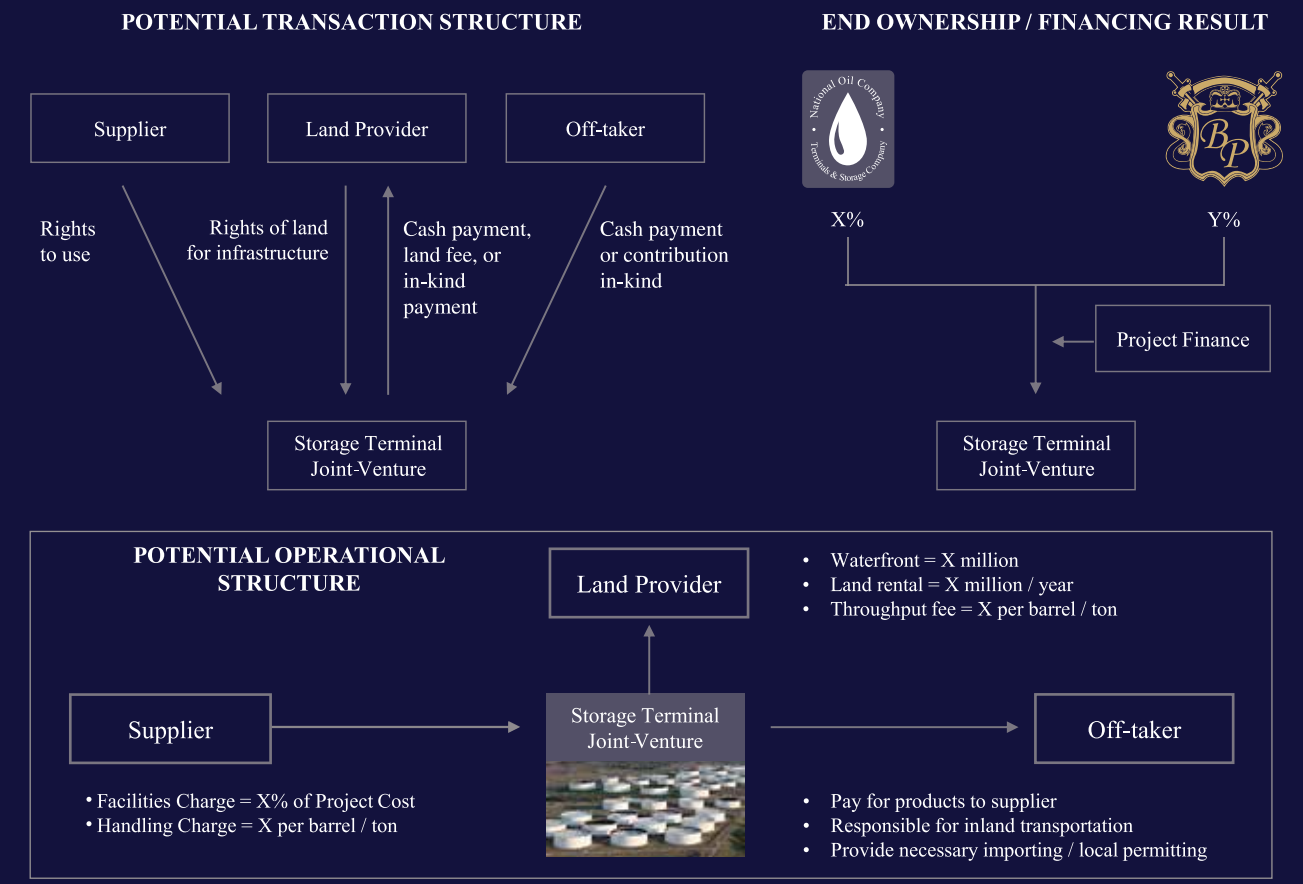 POTENTIAL TRANSACTION STRUCTURE
Supplier
Land Provider
Off-taker
Rights
to use
Rights of land
for infrastructure
Cash payment,
land fee, or
in-kind
payment
Cash payment
or contribution
in-kind
Storage Terminal
Joint-Venture
END OWNERSHIP / FINANCING RESULT
• National Oil Company •
Terminals & Storage Company
BP
X%
Y%
Project Finance
Storage Terminal
Joint-Venture
POTENTIAL OPERATIONAL
STRUCTURE
Land Provider
• Waterfront = X million
• Land rental = X million / year
• Throughput fee = X per barrel / ton
Supplier
Storage Terminal
Joint-Venture
Off-taker
• Facilities Charge = X% of Project Cost
• Handling Charge = X per barrel / ton
• Pay for products to supplier
• Responsible for inland transportation
• Provide necessary importing / local permitting